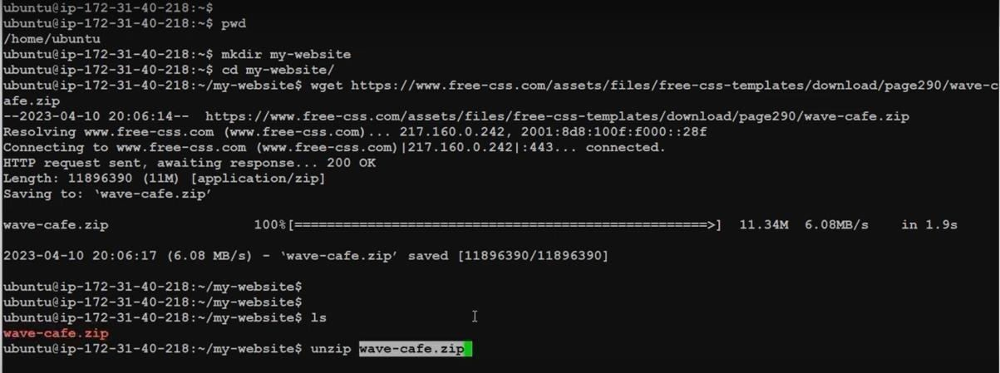 ubuntu@ip-172-31-40-218:~$
ubuntu@ip-172-31-40-218:~$ pwd
/home/ubuntu
ubuntu@ip-172-31-40-218:~$ mkdir my-website
ubuntu@ip-172-31-40-218:~$ cd my-website/
ubuntu@ip-172-31-40-218:~/my-website$ wget https://www.free-css.com/assets/files/free-css-templates/download/page290/wave-c
afe.zip
--2023-04-10 20:06:14--  https://www.free-css.com/assets/files/free-css-templates/download/page290/wave-cafe.zip
Resolving www.free-css.com (www.free-css.com)... 217.160.0.242, 2001:8d8:100f:f000::28f
Connecting to www.free-css.com (www.free-css.com)|217.160.0.242|:443... connected.
HTTP request sent, awaiting response... 200 OK
Length: 11896390 (11M) [application/zip]
Saving to: ‘wave-cafe.zip’
wave-cafe.zip                  100%[===================================================>]  11.34M  6.08MB/s    in 1.9s
2023-04-10 20:06:17 (6.08 MB/s) - ‘wave-cafe.zip’ saved [11896390/11896390]
ubuntu@ip-172-31-40-218:~/my-website$
ubuntu@ip-172-31-40-218:~/my-website$
ubuntu@ip-172-31-40-218:~/my-website$ ls
wave-cafe.zip
ubuntu@ip-172-31-40-218:~/my-website$ unzip wave-cafe.zip